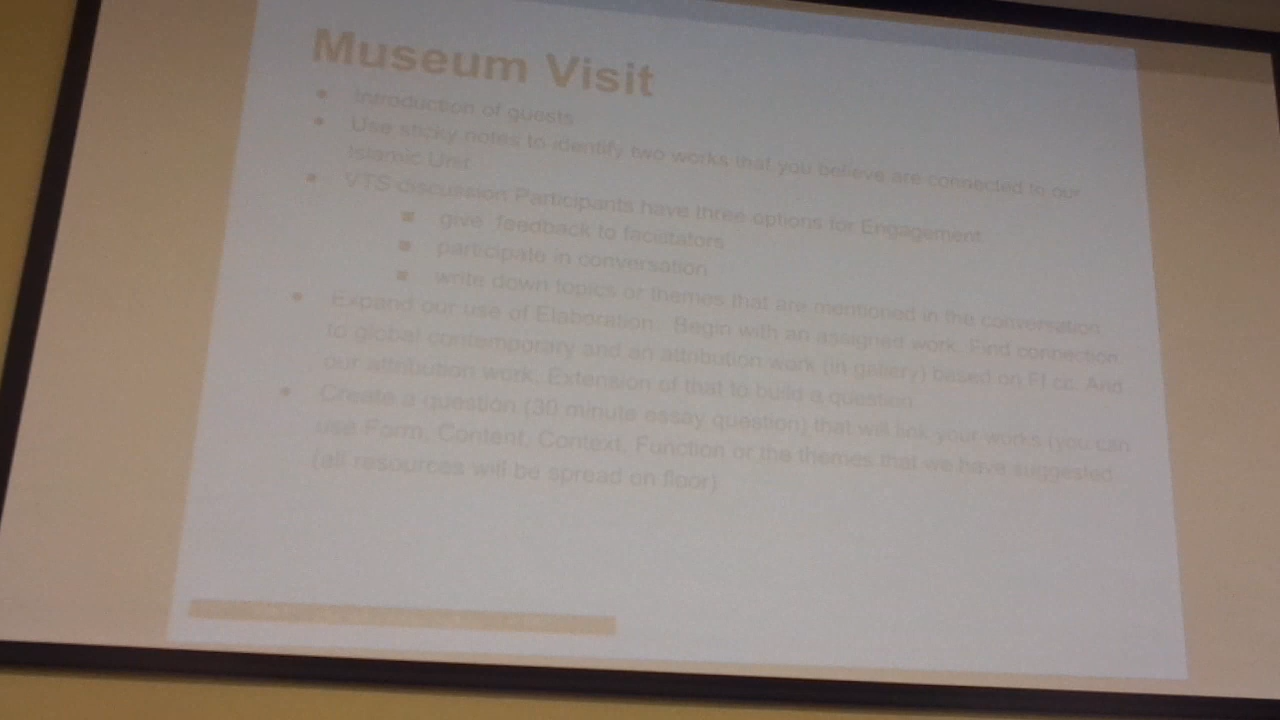 Museum Visit
• Introduction of guests
• Use sticky notes to identify two works that you believe are connected to our
Islamic Unit
• VTS discussion Participants have three options for Engagement
■ give feedback to facilitators
■ participate in conversation
■ write down topics or themes that are mentioned in the conversation
• Expand our use of Elaboration: Begin with an assigned work. Find connection
to global contemporary and an attribution work (in gallery) based on FI cc. And
our attribution work. Extension of that to build a question
• Create a question (30 minute essay question) that will link your works (you can
use Form, Content, Context, Function or the themes that we have suggested
(all resources will be spread on floor)